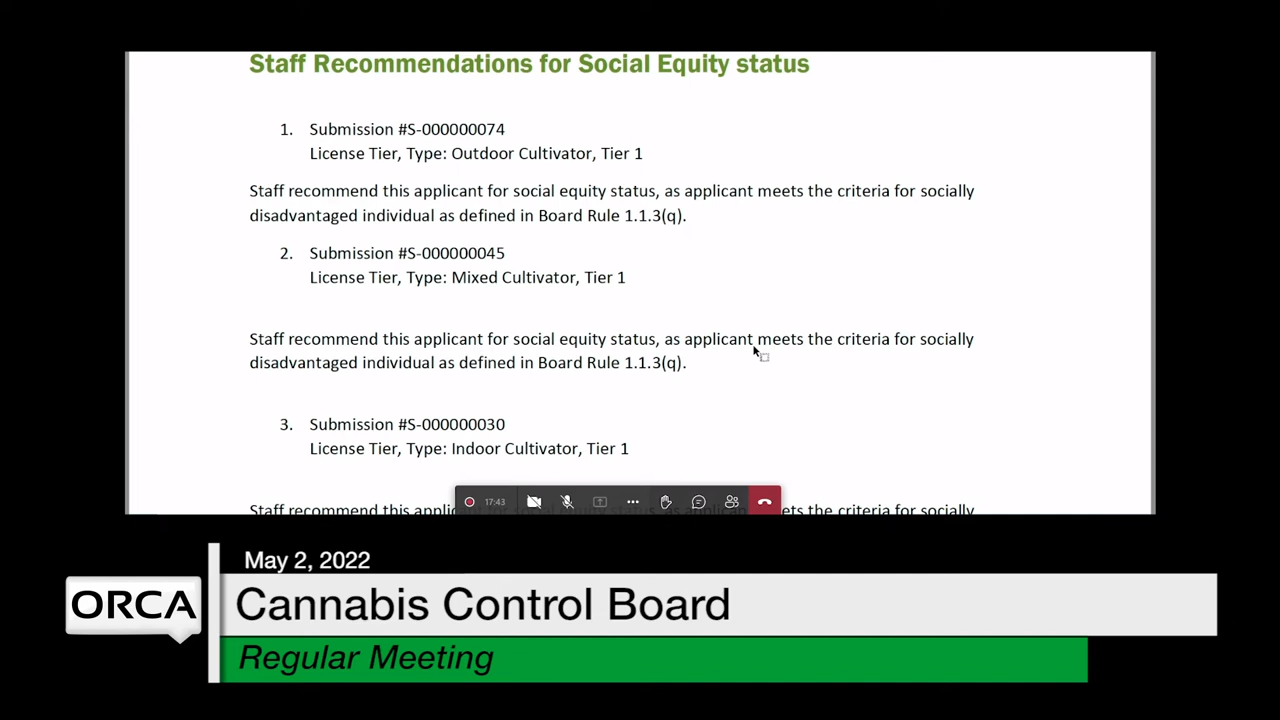 Staff Recommendations for Social Equity status
1. Submission #S-000000074
License Tier, Type: Outdoor Cultivator, Tier 1
Staff recommend this applicant for social equity status, as applicant meets the criteria for socially
disadvantaged individual as defined in Board Rule 1.1.3(q).
2. Submission #S-000000045
License Tier, Type: Mixed Cultivator, Tier 1
Staff recommend this applicant for social equity status, as applicant meets the criteria for socially
disadvantaged individual as defined in Board Rule 1.1.3(q).
3. Submission #S-000000030
License Tier, Type: Indoor Cultivator, Tier 1
17:43
Staff recommend this criteria for socially
May 2, 2022
ORCA
Cannabis Control Board
Regular Meeting